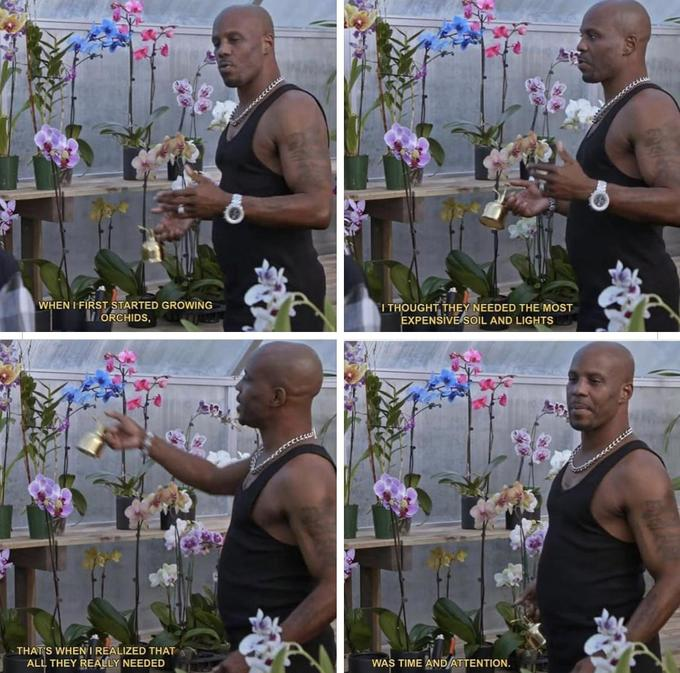 WHEN I FIRST STARTED GROWING
ORCHIDS,
I THOUGHT THEY NEEDED THE MOST
EXPENSIVE SOIL AND LIGHTS
THAT'S WHEN I REALIZED THAT
ALL THEY REALLY NEEDED
WAS TIME AND ATTENTION.